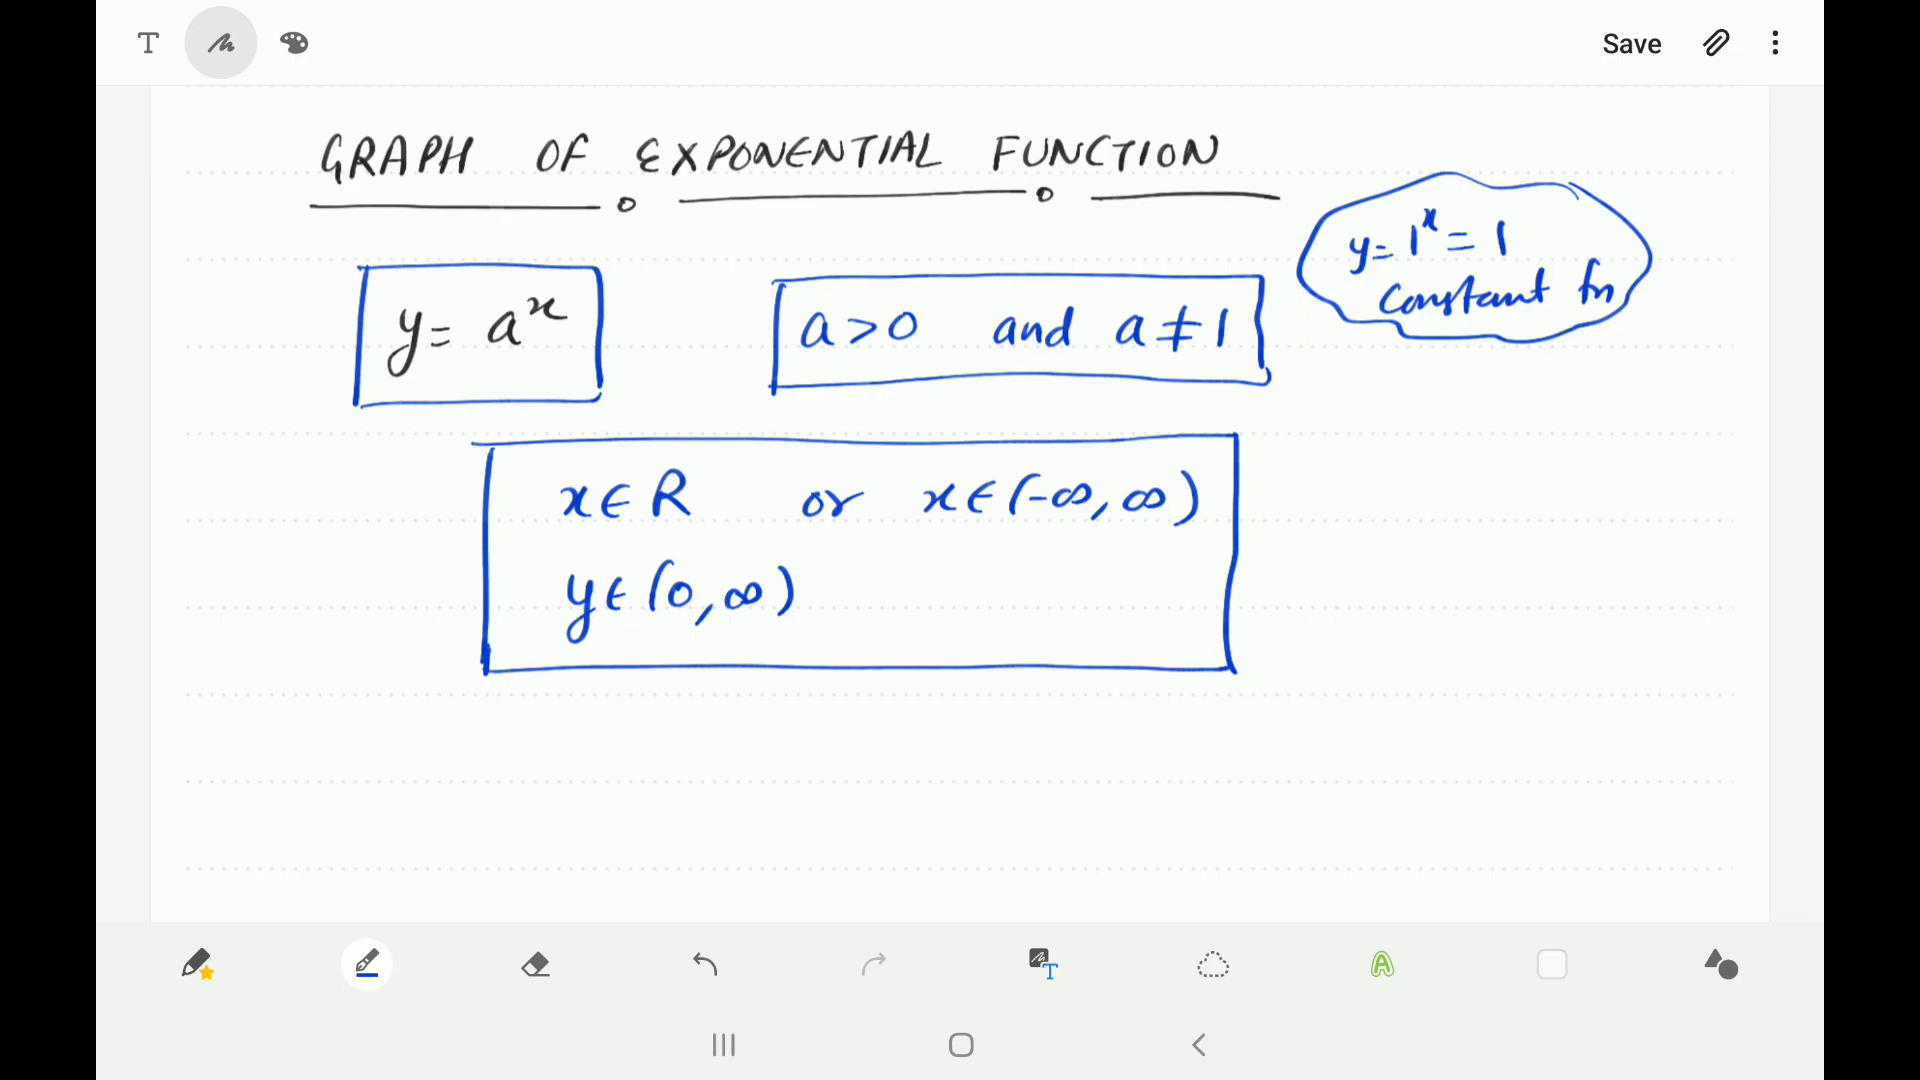 Save
GRAPH OF EXPONENTIAL FUNCTION
y = 1^x = 1
constant fn
y = a^x
a > 0 and a ≠ 1
x ∈ R or x ∈ (-∞, ∞)
y ∈ (0, ∞)